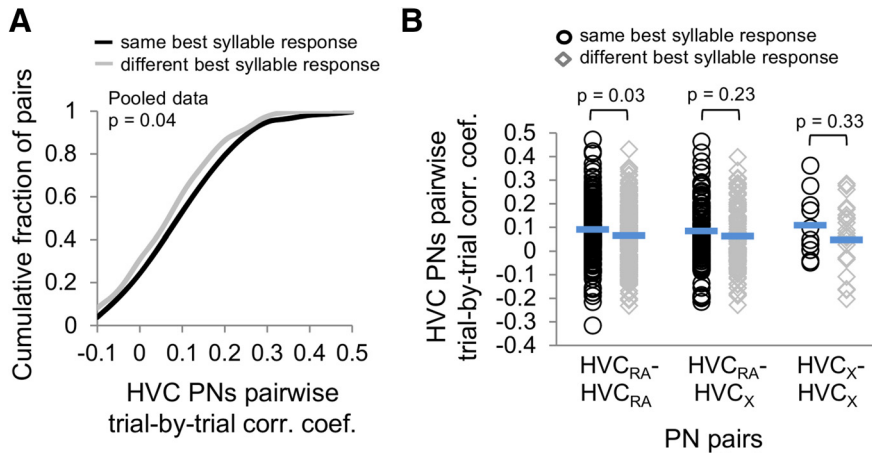 A
same best syllable response
different best syllable response
Pooled data
p = 0.04
Cumulative fraction of pairs
1
0.8
0.6
0.4
0.2
0
-0.1 0 0.1 0.2 0.3 0.4 0.5
HVC PNs pairwise
trial-by-trial corr. coef.
B
same best syllable response
different best syllable response
p = 0.03 p = 0.23 p = 0.33
HVC PNs pairwise
trial-by-trial corr. coef.
0.5
0.4
0.3
0.2
0.1
0
-0.1
-0.2
-0.3
-0.4
HVCRA- HVCRA- HVCX-
HVCRA HVCX HVCX
PN pairs